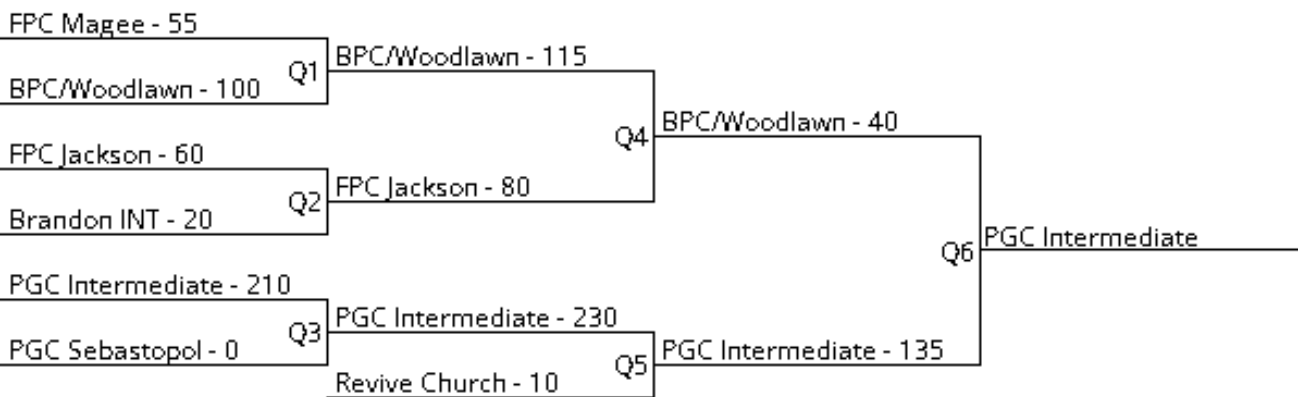 FPC Magee - 55
BPC/Woodlawn - 100
Q1
BPC/Woodlawn - 115
FPC Jackson - 60
Brandon INT - 20
Q2
FPC Jackson - 80
Q4
BPC/Woodlawn - 40
PGC Intermediate - 210
PGC Sebastopol - 0
Q3
PGC Intermediate - 230
Revive Church - 10
Q5
PGC Intermediate - 135
Q6
PGC Intermediate